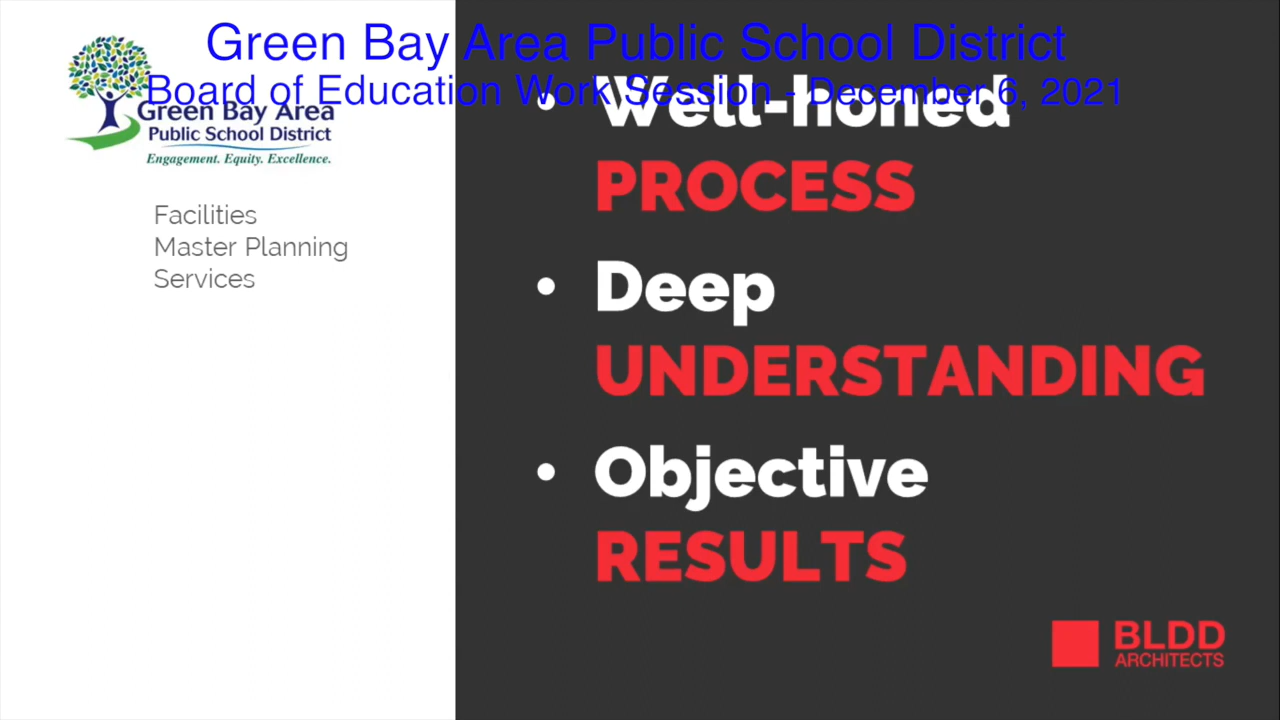 Green Bay Area Public School District
Board of Education Work Session - December 6, 2021
Green Bay Area
Public School District
Engagement. Equity. Excellence.
Facilities
Master Planning
Services
• Well-honed
PROCESS
• Deep
UNDERSTANDING
• Objective
RESULTS
BLDD
ARCHITECTS